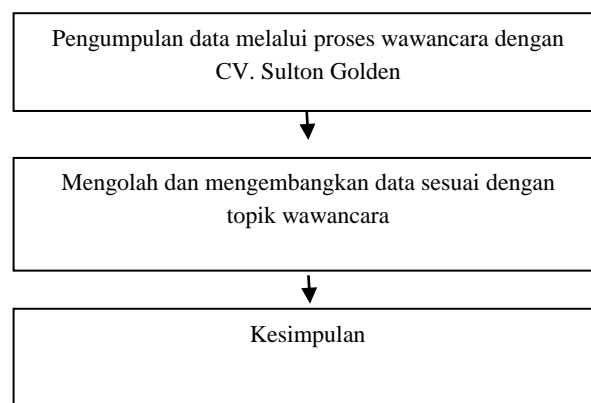 Pengumpulan data melalui proses wawancara dengan
CV. Sulton Golden
Mengolah dan mengembangkan data sesuai dengan
topik wawancara
Kesimpulan